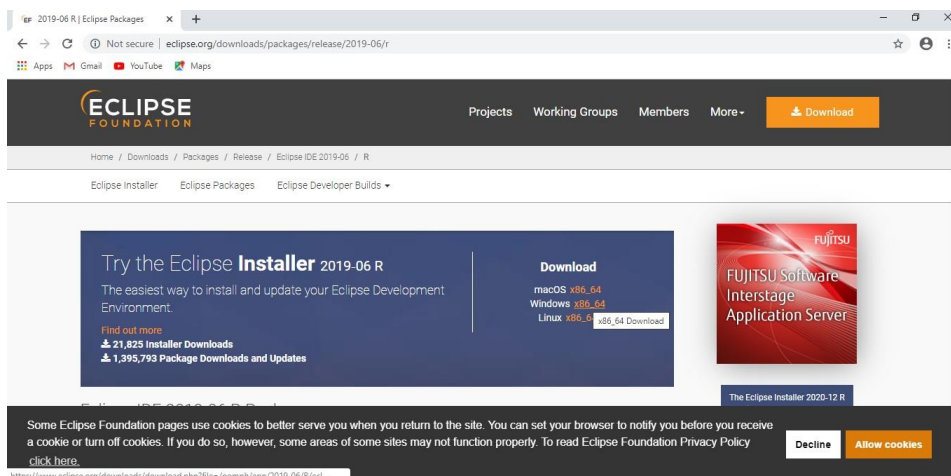 2019-06 R | Eclipse Packages
Not secure | eclipse.org/downloads/packages/release/2019-06/r
Apps Gmail YouTube Maps
ECLIPSE
FOUNDATION
Projects Working Groups Members More Download
Home / Downloads / Packages / Release / Eclipse IDE 2019-06 / R
Eclipse Installer Eclipse Packages Eclipse Developer Builds
Try the Eclipse Installer 2019-06 R
The easiest way to install and update your Eclipse Development
Environment.
Find out more
21,825 Installer Downloads
1,395,793 Package Downloads and Updates
Download
macOS x86_64
Windows x86_64
Linux x86_6
x86_64 Download
FUJITSU
FUJITSU Software
Interstage
Application Server
The Eclipse Installer 2020-12 R
Some Eclipse Foundation pages use cookies to better serve you when you return to the site. You can set your browser to notify you before you receive
a cookie or turn off cookies. If you do so, however, some areas of some sites may not function properly. To read Eclipse Foundation Privacy Policy
click here.
Decline Allow cookies